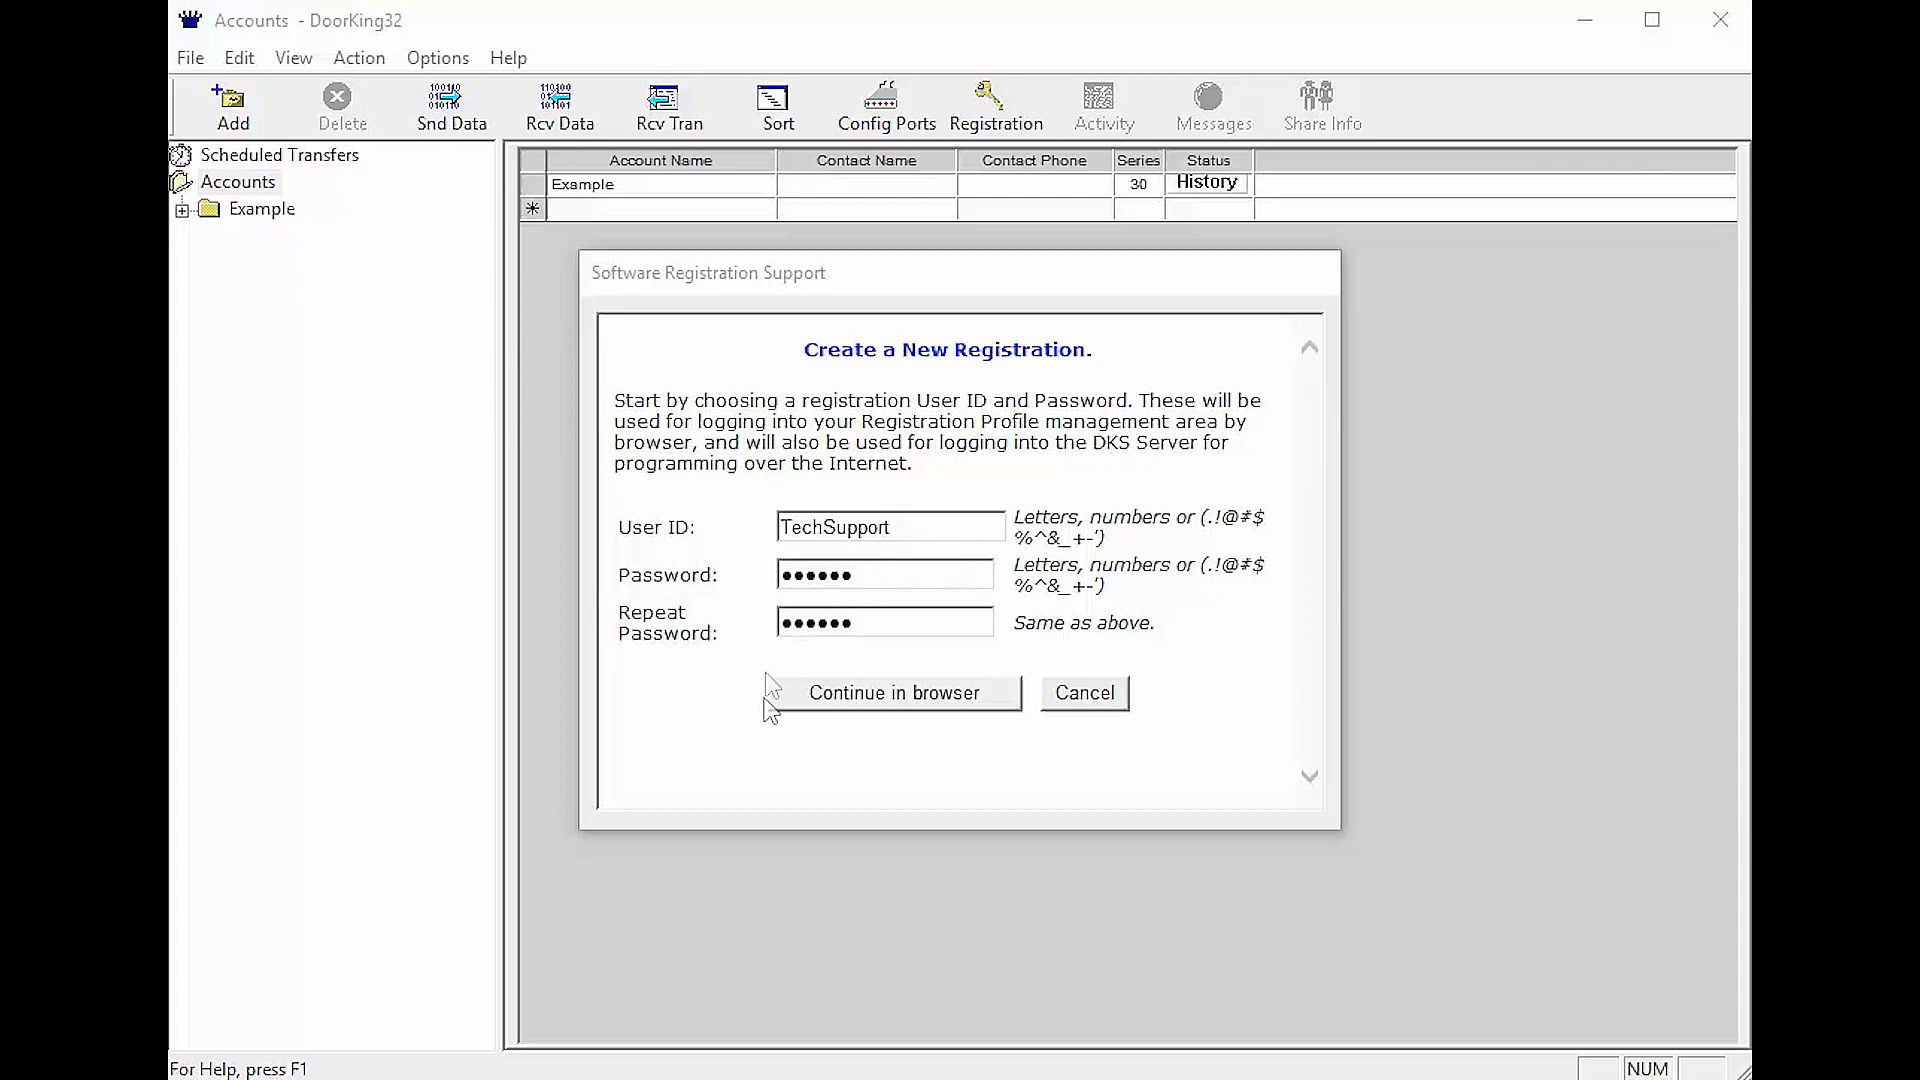 Accounts - DoorKing32
File Edit View Action Options Help
Add Delete Snd Data Rcv Data Rcv Tran Sort Config Ports Registration Activity Messages Share Info
Scheduled Transfers
Accounts
Example
Account Name Contact Name Contact Phone Series Status
Example 30 History
Software Registration Support
Create a New Registration.
Start by choosing a registration User ID and Password. These will be
used for logging into your Registration Profile management area by
browser, and will also be used for logging into the DKS Server for
programming over the Internet.
User ID: TechSupport Letters, numbers or (.!@#$
%^&_+-')
Password: ●●●●●● Letters, numbers or (.!@#$
%^&_+-')
Repeat
Password: ●●●●●● Same as above.
Continue in browser Cancel
For Help, press F1 NUM